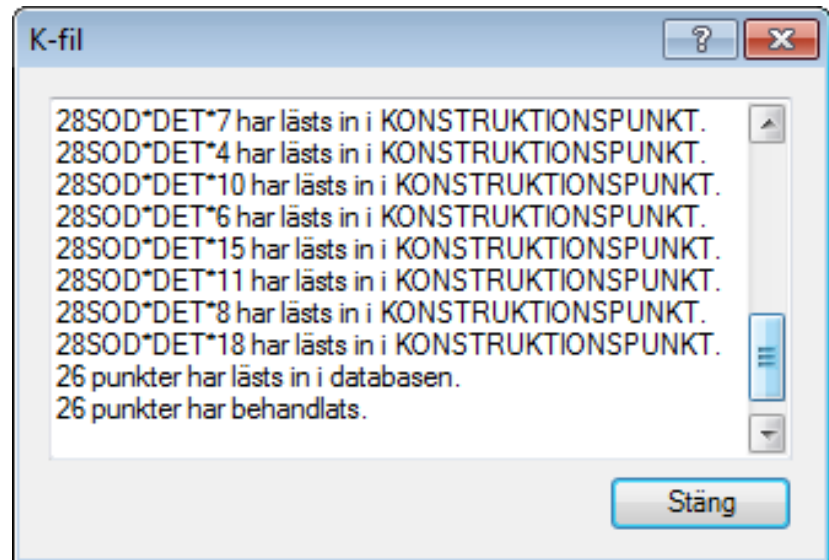 K-fil
28SOD*DET*7 har lästs in i KONSTRUKTIONSPUNKT.
28SOD*DET*4 har lästs in i KONSTRUKTIONSPUNKT.
28SOD*DET*10 har lästs in i KONSTRUKTIONSPUNKT.
28SOD*DET*6 har lästs in i KONSTRUKTIONSPUNKT.
28SOD*DET*15 har lästs in i KONSTRUKTIONSPUNKT.
28SOD*DET*11 har lästs in i KONSTRUKTIONSPUNKT.
28SOD*DET*8 har lästs in i KONSTRUKTIONSPUNKT.
28SOD*DET*18 har lästs in i KONSTRUKTIONSPUNKT.
26 punkter har lästs in i databasen.
26 punkter har behandlats.
Stäng